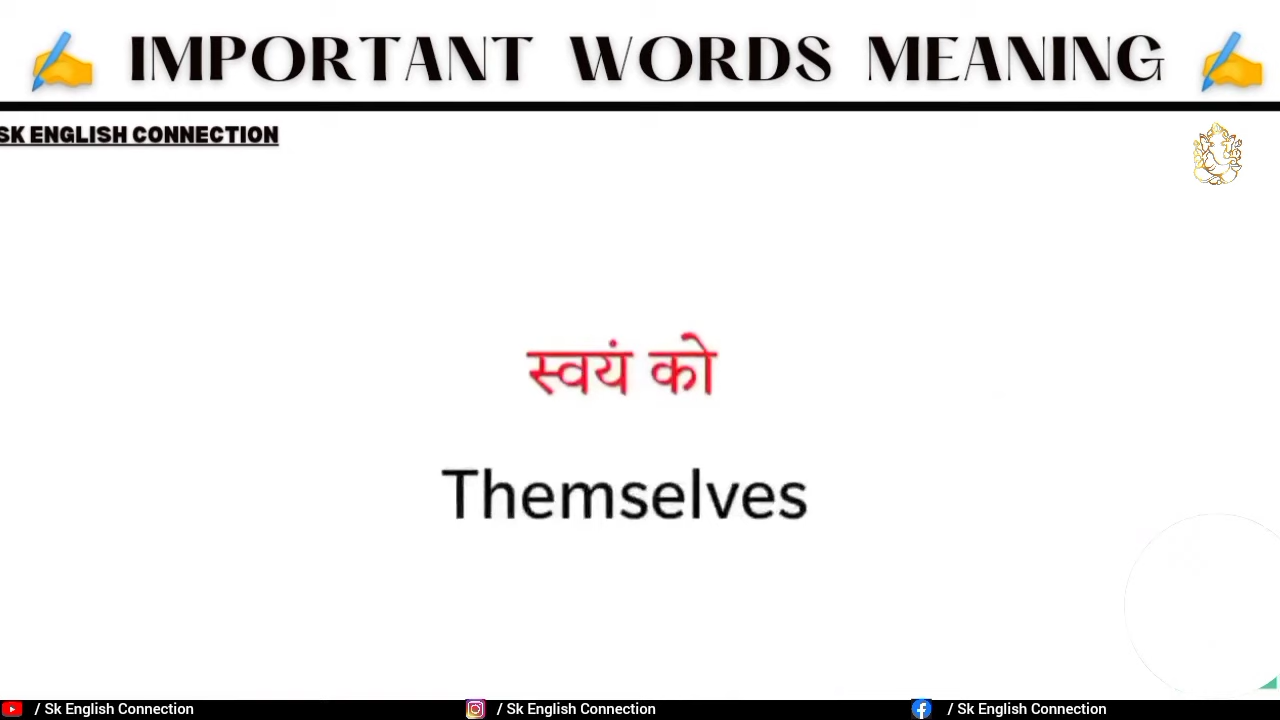 ✍️ IMPORTANT WORDS MEANING ✍️
SK ENGLISH CONNECTION
स्वयं को
Themselves
/ Sk English Connection / Sk English Connection / Sk English Connection